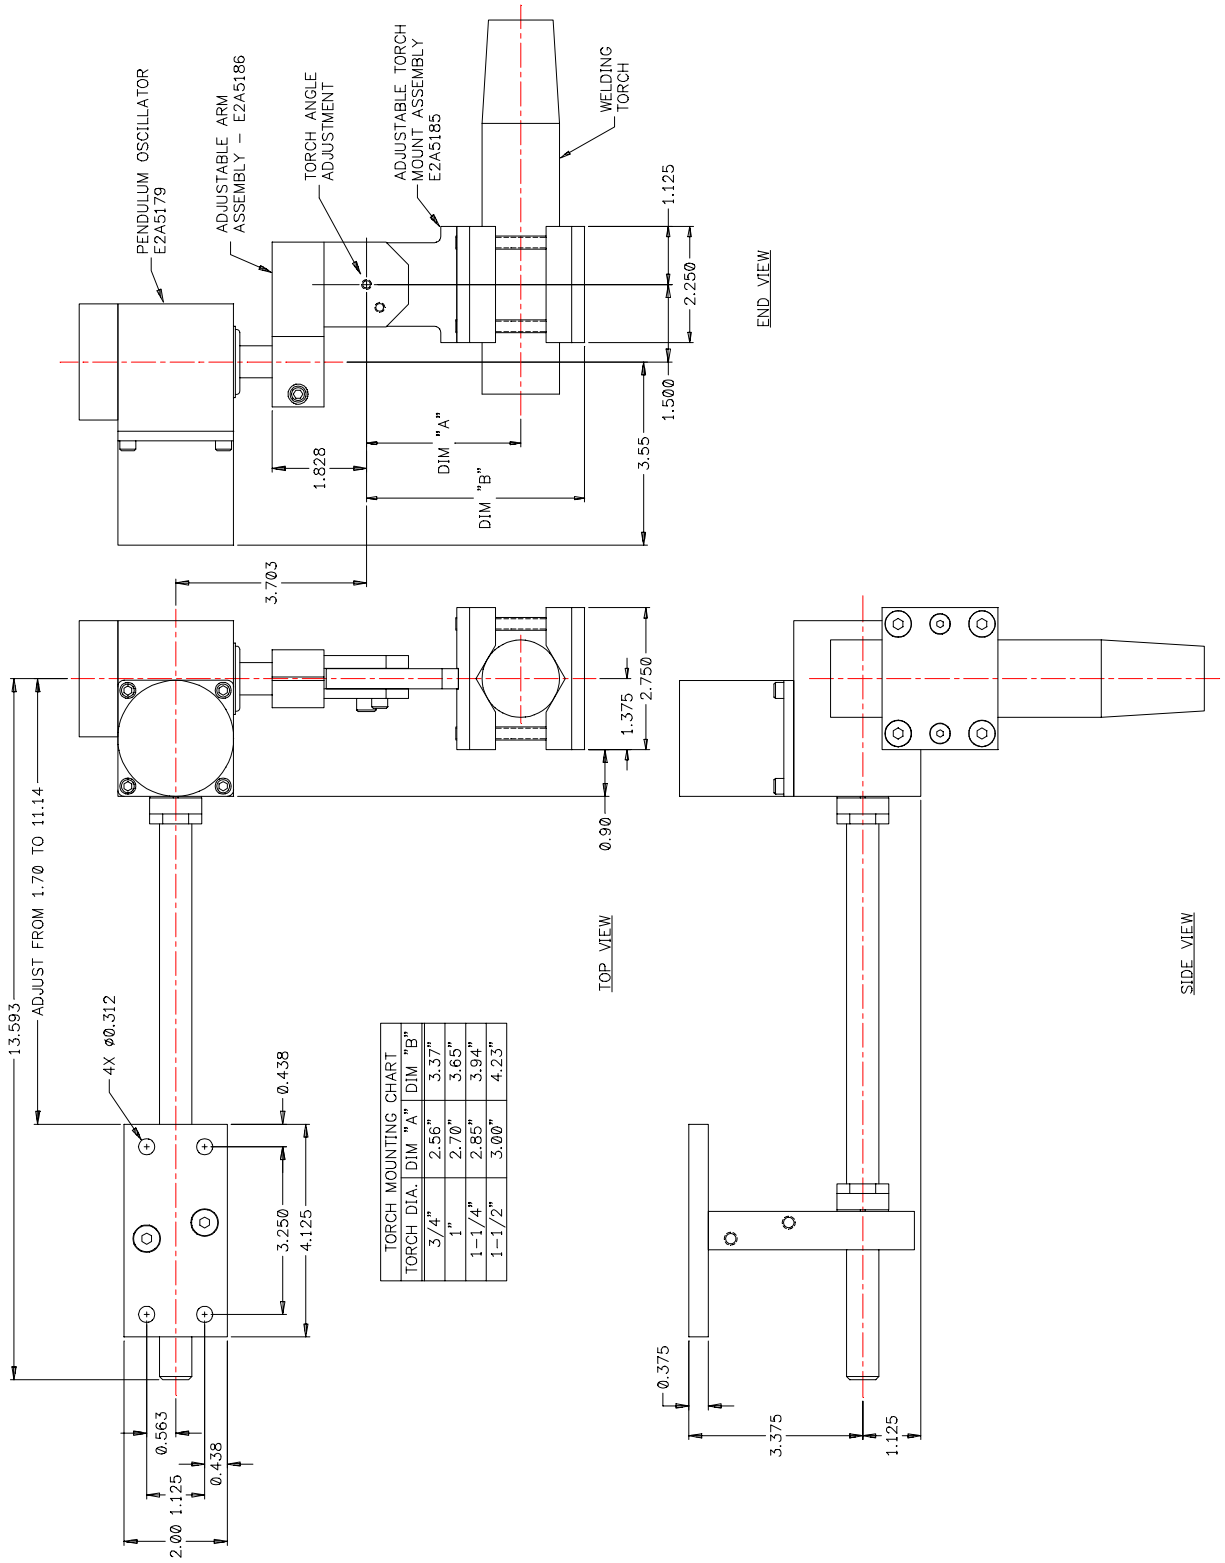 13.593
ADJUST FROM 1.70 TO 11.14
4X ø0.312
0.438
3.250
4.125
0.563
0.438
2.00
1.125
3.703
0.90
1.375
2.750
TOP VIEW
PENDULUM OSCILLATOR
E2A5179
ADJUSTABLE ARM
ASSEMBLY - E2A5186
TORCH ANGLE
ADJUSTMENT
ADJUSTABLE TORCH
MOUNT ASSEMBLY
E2A5185
WELDING
TORCH
1.828
DIM "A"
DIM "B"
3.55
1.500
1.125
2.250
END VIEW
TORCH MOUNTING CHART
TORCH DIA. DIM "A" DIM "B"
3/4" 2.56" 3.37"
1" 2.70" 3.65"
1-1/4" 2.85" 3.94"
1-1/2" 3.00" 4.23"
0.375
3.375
1.125
SIDE VIEW